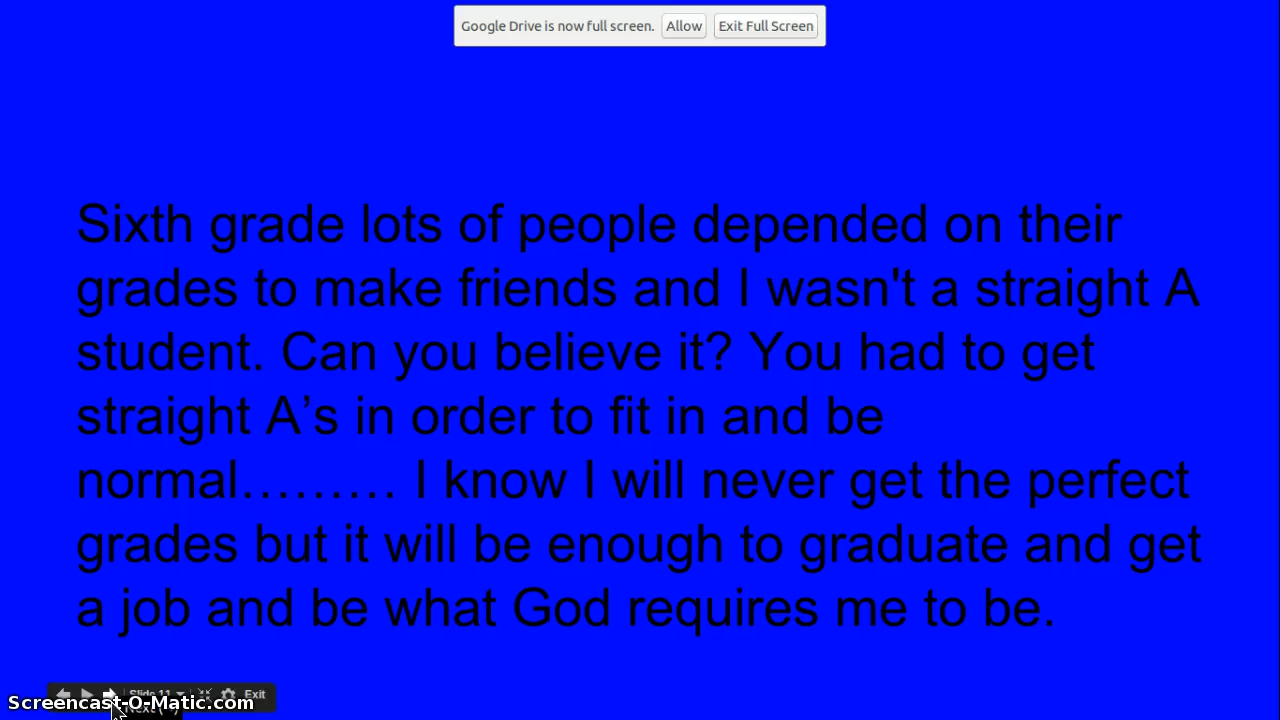 Google Drive is now full screen. Allow Exit Full Screen
Sixth grade lots of people depended on their
grades to make friends and I wasn't a straight A
student. Can you believe it? You had to get
straight A’s in order to fit in and be
normal……… I know I will never get the perfect
grades but it will be enough to graduate and get
a job and be what God requires me to be.
Slide 11 Exit
Screencast-O-Matic.com
Next